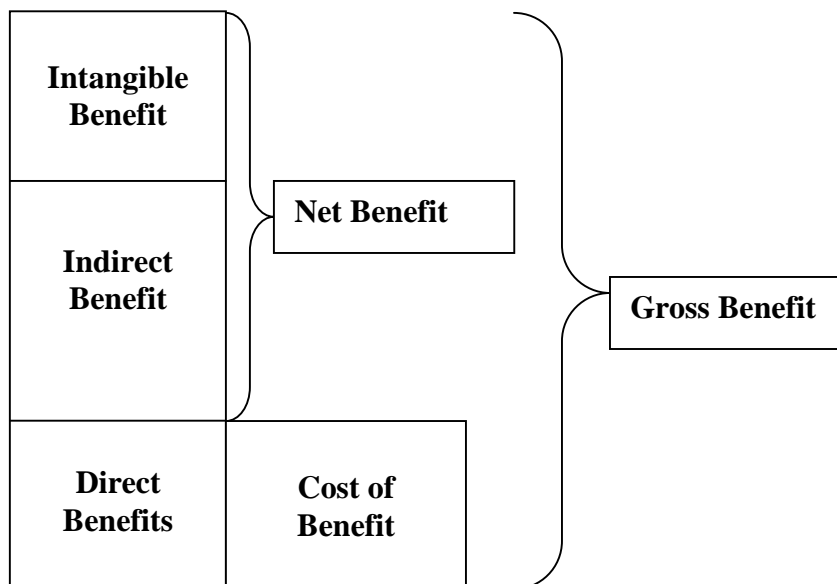 Intangible
Benefit
Net Benefit
Indirect
Benefit
Gross Benefit
Direct
Benefits
Cost of
Benefit